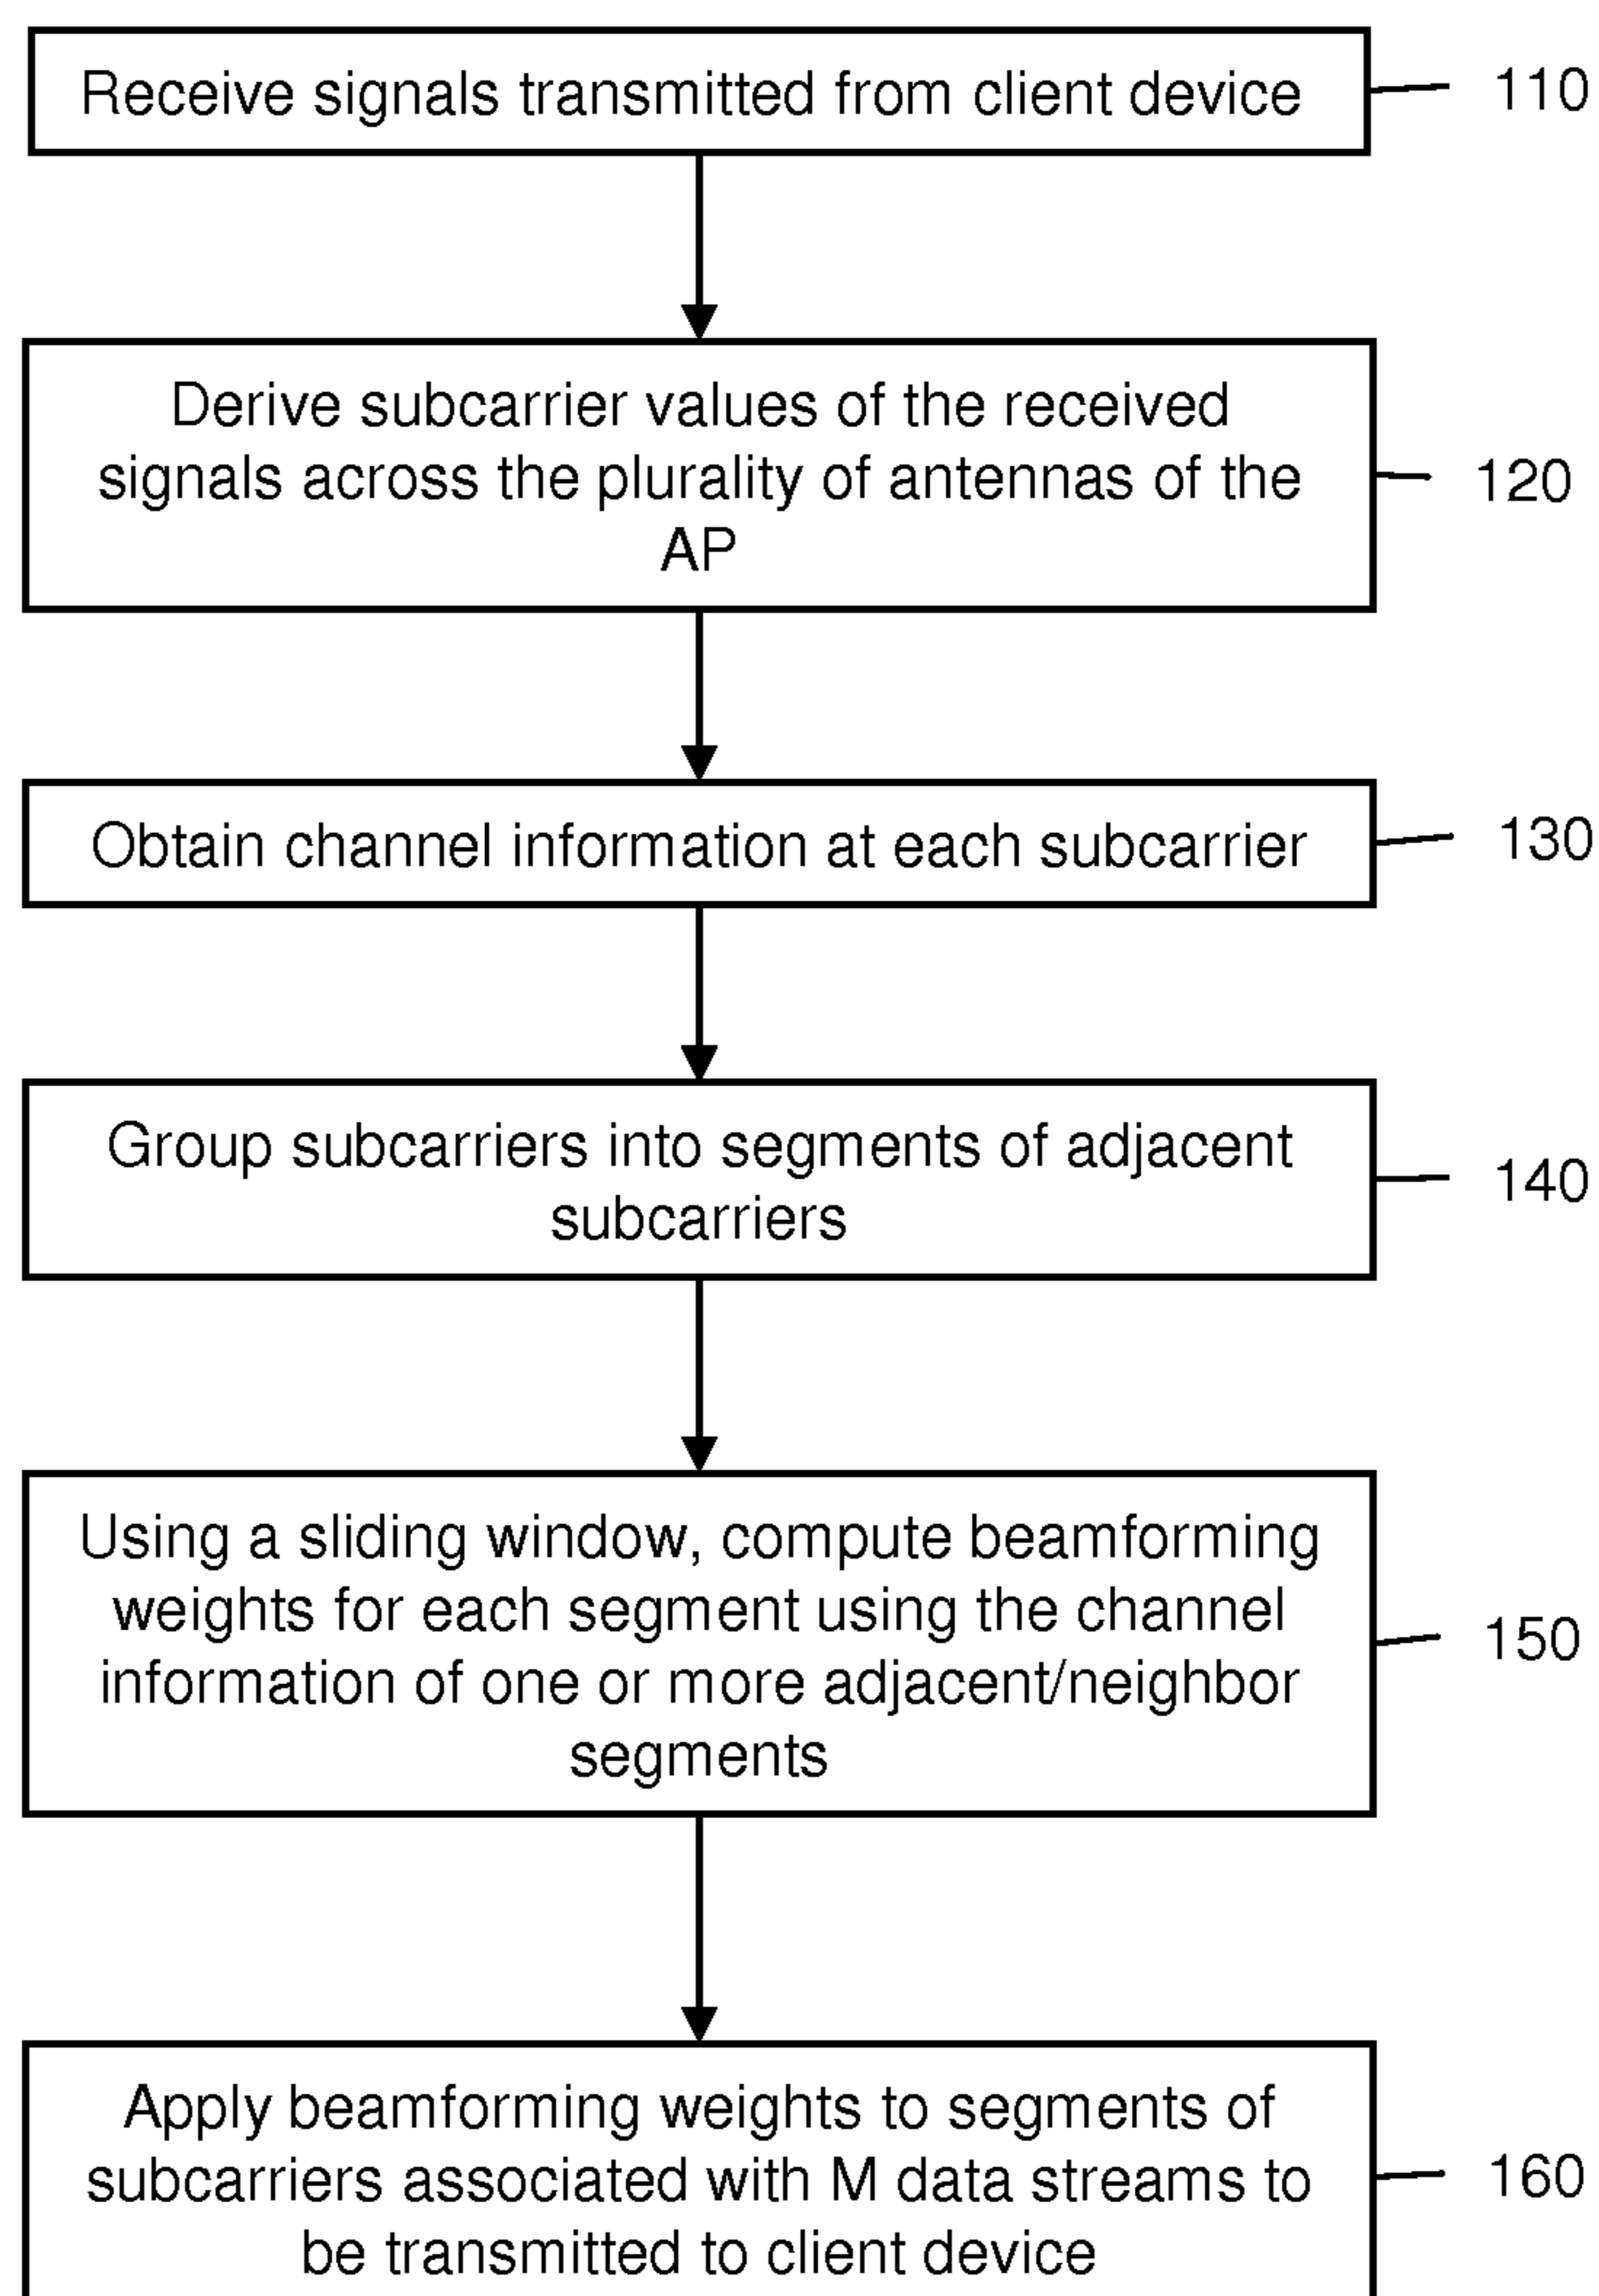 Receive signals transmitted from client device
110
Derive subcarrier values of the received
signals across the plurality of antennas of the
AP
120
Obtain channel information at each subcarrier
130
Group subcarriers into segments of adjacent
subcarriers
140
Using a sliding window, compute beamforming
weights for each segment using the channel
information of one or more adjacent/neighbor
segments
150
Apply beamforming weights to segments of
subcarriers associated with M data streams to
be transmitted to client device
160